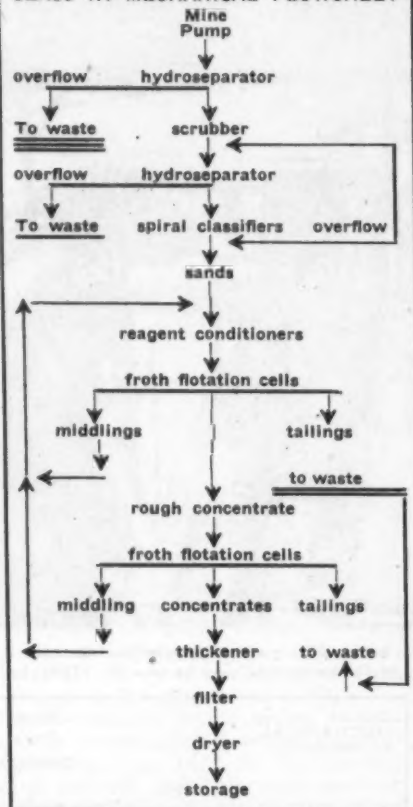 Mine
Pump
overflow hydroseparator
To waste scrubber
overflow hydroseparator
To waste spiral classifiers overflow
sands
reagent conditioners
froth flotation cells
middlings tailings
to waste
rough concentrate
froth flotation cells
middling concentrates tailings
thickener to waste
filter
dryer
storage